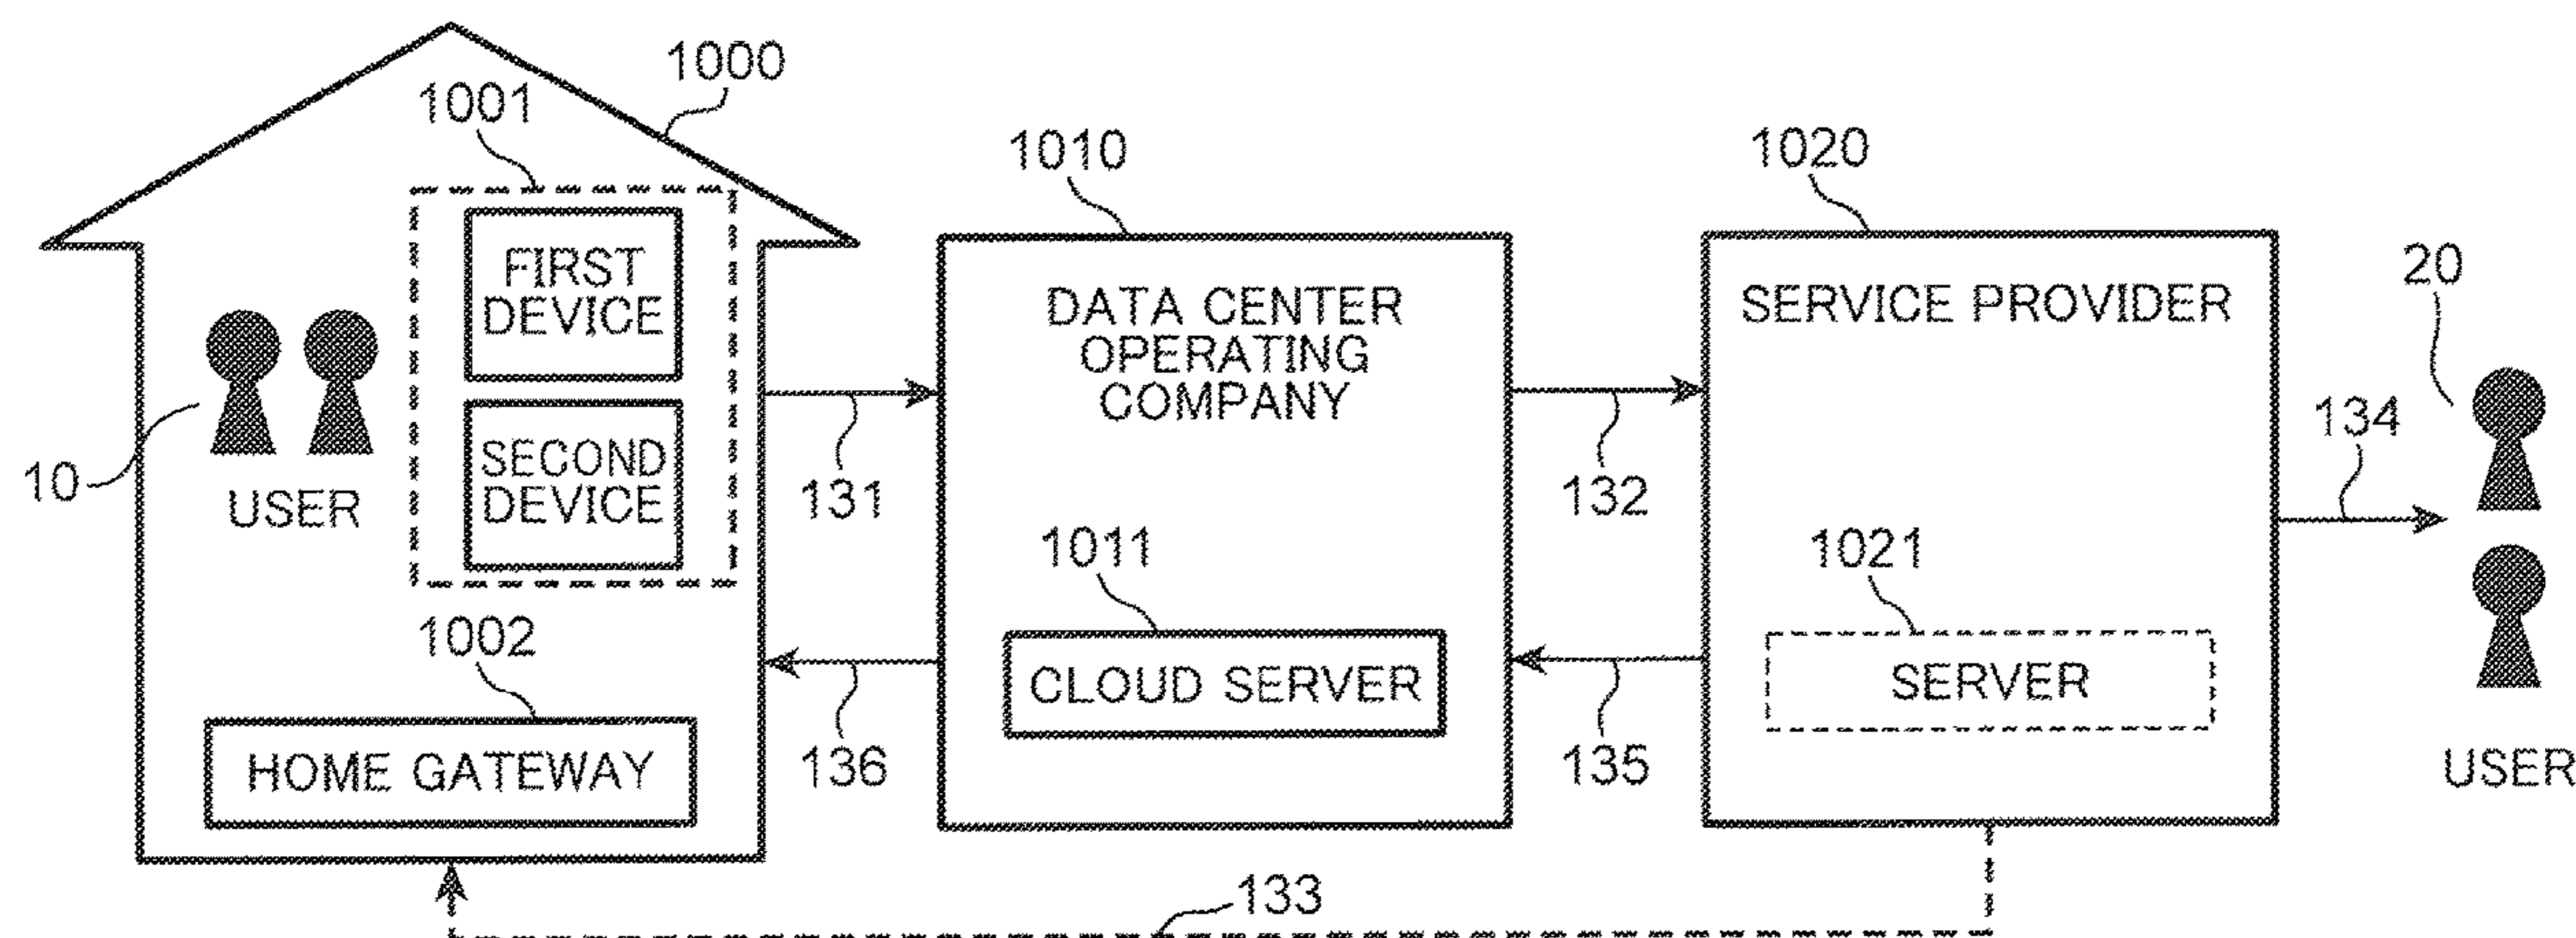 1000
1001
FIRST
DEVICE
SECOND
DEVICE
10
USER
1002
HOME GATEWAY
131
136
1010
DATA CENTER
OPERATING
COMPANY
1011
CLOUD SERVER
132
135
1020
SERVICE PROVIDER
1021
SERVER
134
20
USER
133